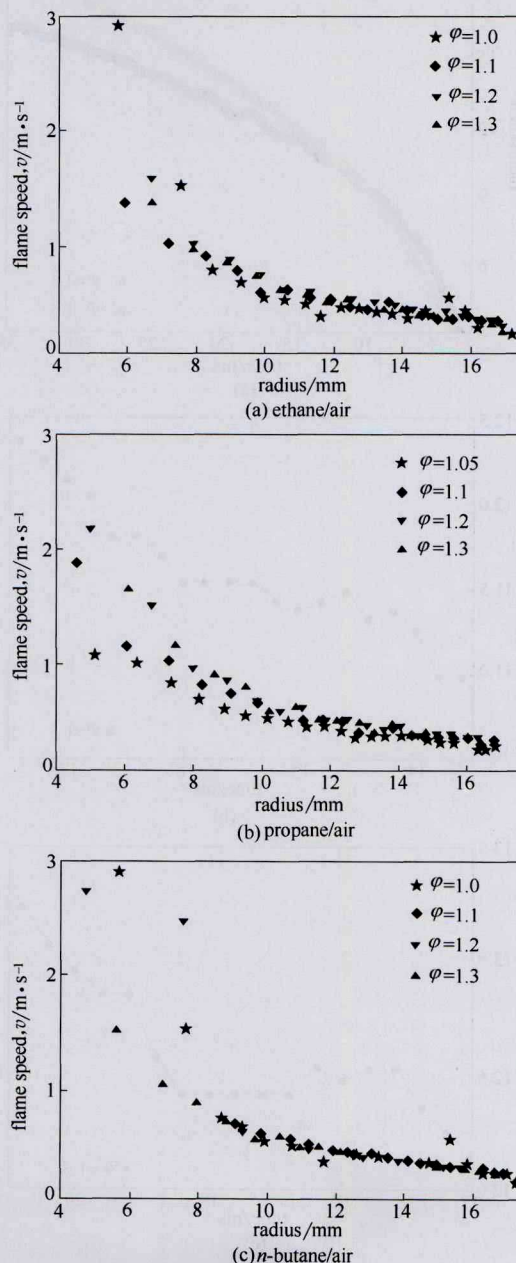 3
2
1
0
flame speed, v/m·s⁻¹
★ φ=1.0
◆ φ=1.1
▼ φ=1.2
▲ φ=1.3
4 6 8 10 12 14 16
radius/mm
(a) ethane/air
3
2
1
0
flame speed, v/m·s⁻¹
★ φ=1.05
◆ φ=1.1
▼ φ=1.2
▲ φ=1.3
4 6 8 10 12 14 16
radius/mm
(b) propane/air
3
2
1
0
flame speed, v/m·s⁻¹
★ φ=1.0
◆ φ=1.1
▼ φ=1.2
▲ φ=1.3
4 6 8 10 12 14 16
radius/mm
(c) n-butane/air